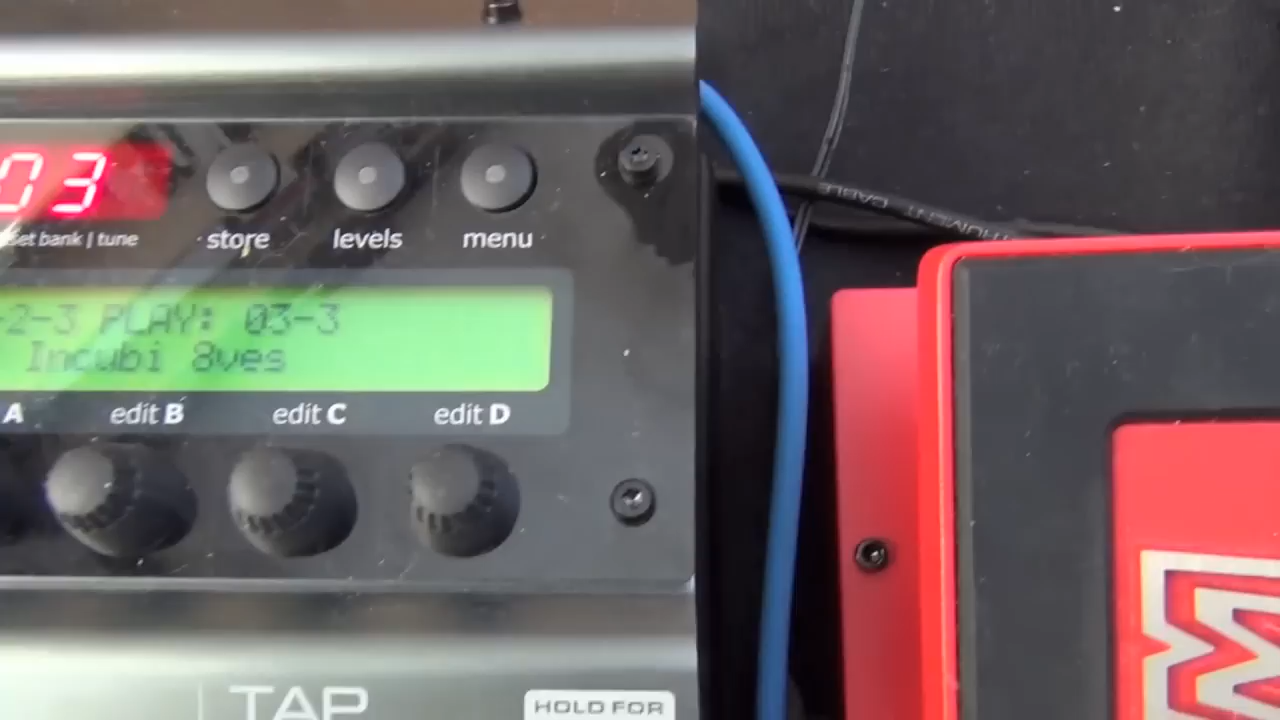 03
set bank | tune
store
levels
menu
-2-3 PLAY: 03-3
Incubi 8ves
A
edit B
edit C
edit D
TAP
HOLD FOR
CABLE